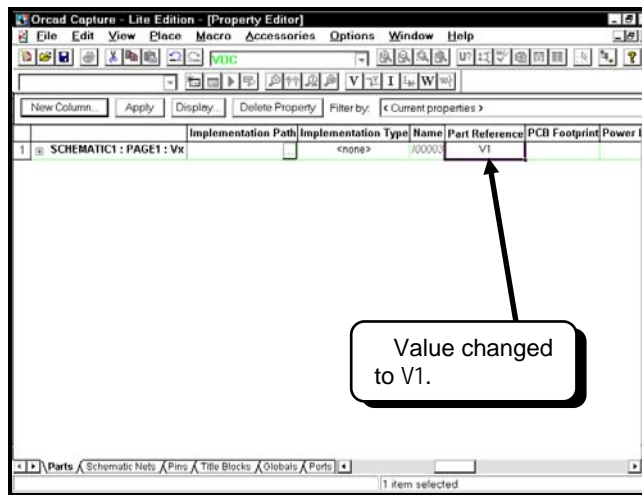 Orcad Capture - Lite Edition - [Property Editor]
File Edit View Place Macro Accessories Options Window Help
VDC
U?
V I W
New Column... Apply Display... Delete Property Filter by: < Current properties >
Implementation Path Implementation Type Name Part Reference PCB Footprint Power I
1 SCHEMATIC1 : PAGE1 : Vx ... <none> I00003 V1
Value changed
to V1.
Parts Schematic Nets Pins Title Blocks Globals Ports
1 item selected